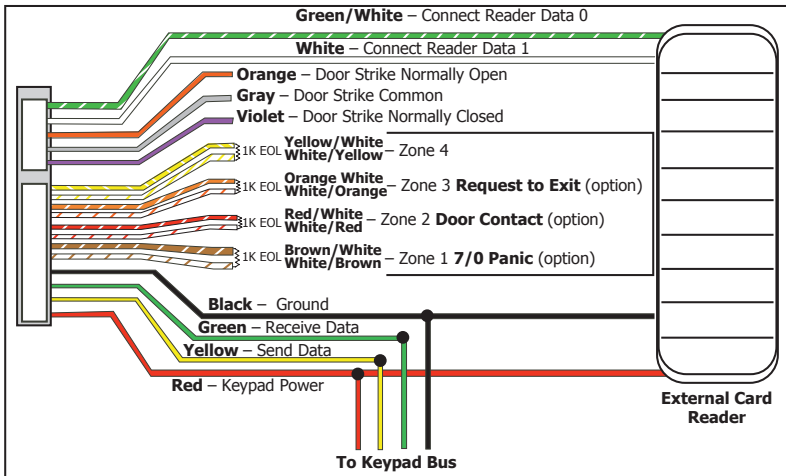 Green/White – Connect Reader Data 0
White – Connect Reader Data 1
Orange – Door Strike Normally Open
Gray – Door Strike Common
Violet – Door Strike Normally Closed
Yellow/White
1K EOL White/Yellow – Zone 4
Orange White
1K EOL White/Orange – Zone 3 Request to Exit (option)
Red/White
1K EOL White/Red – Zone 2 Door Contact (option)
Brown/White
1K EOL White/Brown – Zone 1 7/0 Panic (option)
Black – Ground
Green – Receive Data
Yellow – Send Data
Red – Keypad Power
External Card
Reader
To Keypad Bus